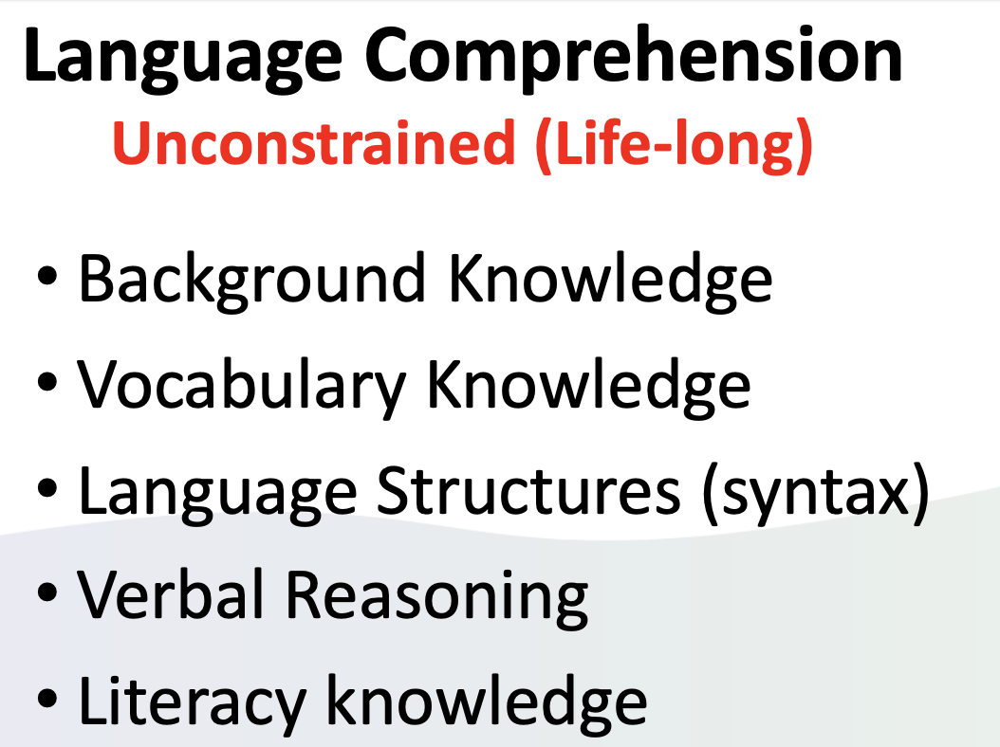 Language Comprehension
Unconstrained (Life-long)
• Background Knowledge
• Vocabulary Knowledge
• Language Structures (syntax)
• Verbal Reasoning
• Literacy knowledge